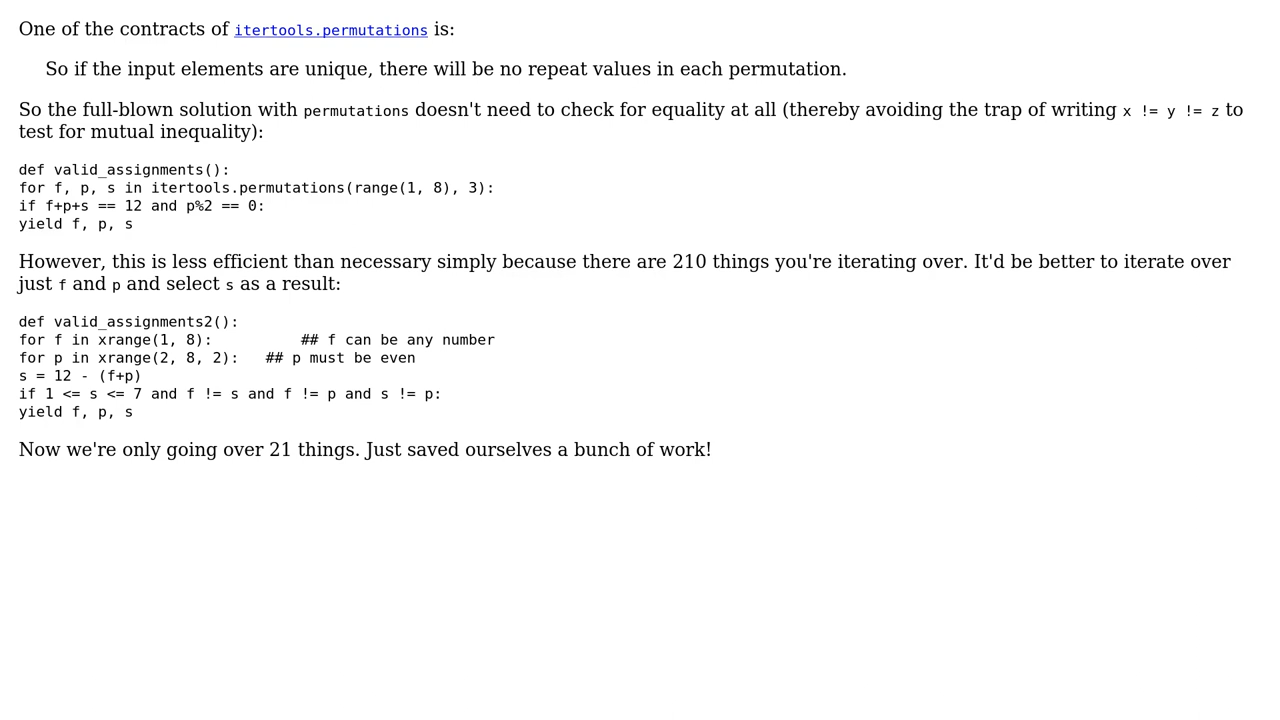 One of the contracts of itertools.permutations is:
So if the input elements are unique, there will be no repeat values in each permutation.
So the full-blown solution with permutations doesn't need to check for equality at all (thereby avoiding the trap of writing x != y != z to
test for mutual inequality):
def valid_assignments():
for f, p, s in itertools.permutations(range(1, 8), 3):
if f+p+s == 12 and p%2 == 0:
yield f, p, s
However, this is less efficient than necessary simply because there are 210 things you're iterating over. It'd be better to iterate over
just f and p and select s as a result:
def valid_assignments2():
for f in xrange(1, 8):          ## f can be any number
for p in xrange(2, 8, 2):   ## p must be even
s = 12 - (f+p)
if 1 <= s <= 7 and f != s and f != p and s != p:
yield f, p, s
Now we're only going over 21 things. Just saved ourselves a bunch of work!